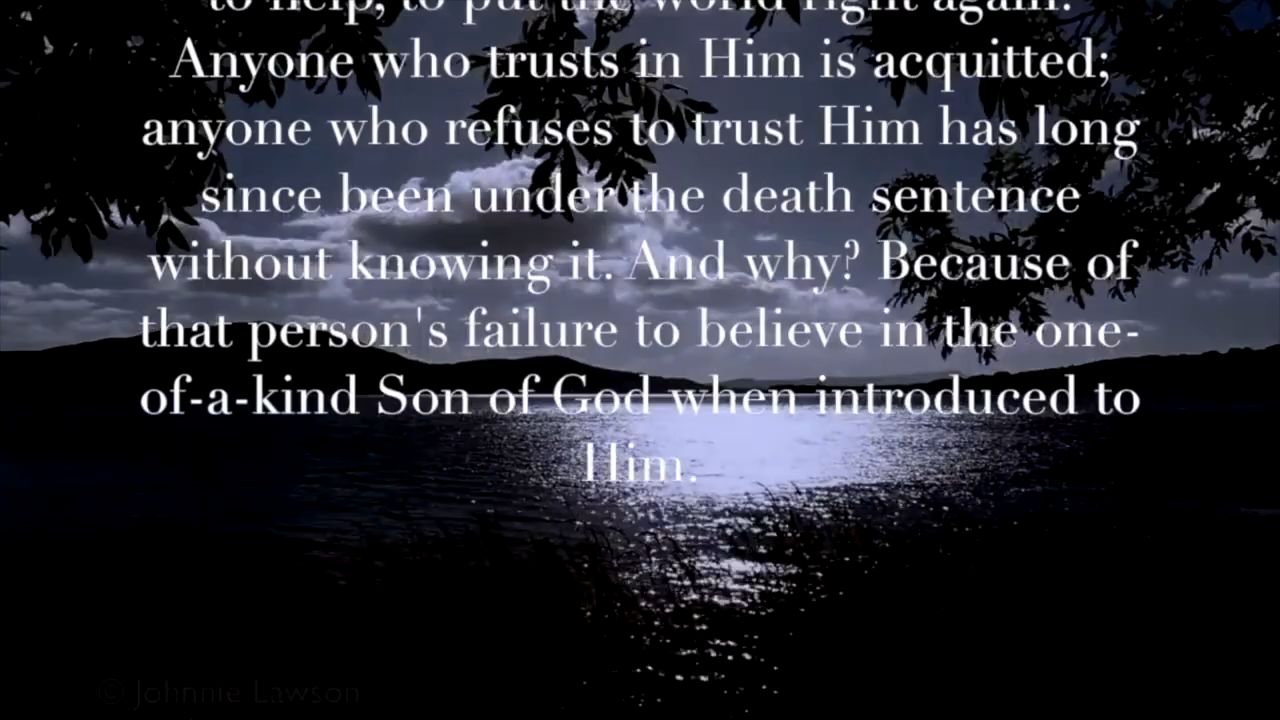 to help, to put the world right again.
Anyone who trusts in Him is acquitted;
anyone who refuses to trust Him has long
since been under the death sentence
without knowing it. And why? Because of
that person's failure to believe in the one-
of-a-kind Son of God when introduced to
Him.
© Johnnie Lawson